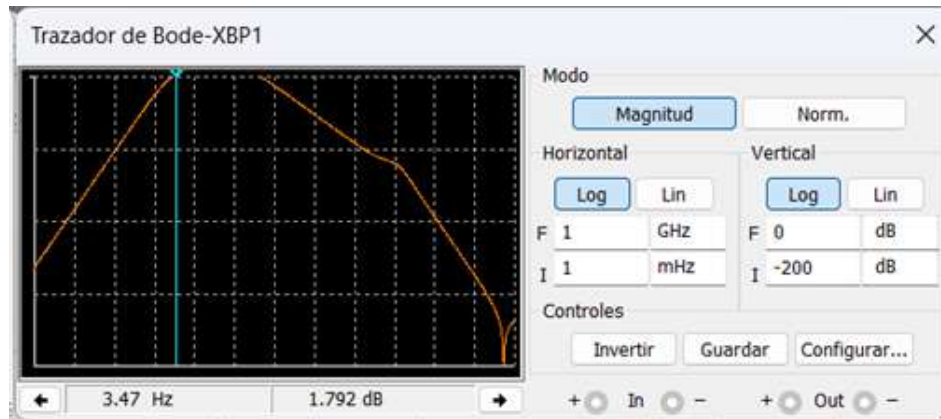 Trazador de Bode-XBP1
Modo
Magnitud Norm.
Horizontal Vertical
Log Lin Log Lin
F 1 GHz F 0 dB
I 1 mHz I -200 dB
Controles
Invertir Guardar Configurar...
3.47 Hz 1.792 dB + In - + Out -